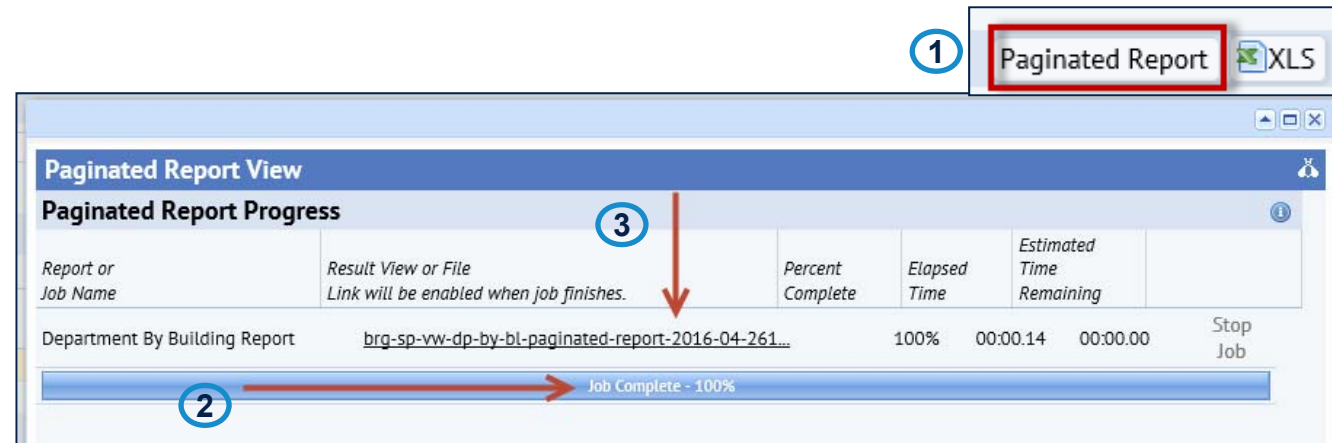 1
Paginated Report XLS
Paginated Report View
Paginated Report Progress
3
Report or
Job Name
Result View or File
Link will be enabled when job finishes.
Percent
Complete
Elapsed
Time
Estimated
Time
Remaining
Department By Building Report
brg-sp-vw-dp-by-bl-paginated-report-2016-04-261...
100%
00:00.14
00:00.00
Stop
Job
Job Complete - 100%
2